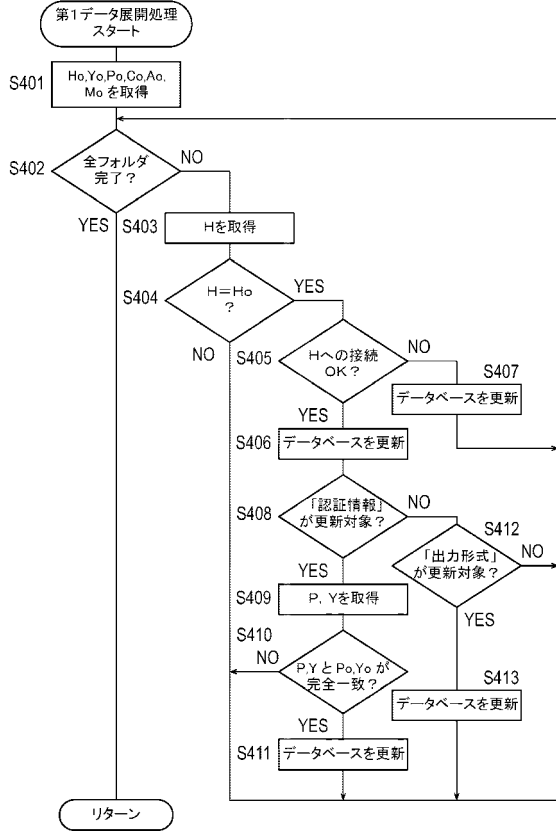 第1データ展開処理
スタート
S401
Ho,Yo,Po,Co,Ao,
Moを取得
S402
全フォルダ
完了？
NO
YES
S403
Hを取得
S404
H＝Ho
？
YES
NO
S405
Hへの接続
OK？
NO
S407
データベースを更新
YES
S406
データベースを更新
S408
「認証情報」
が更新対象？
NO
S412
「出力形式」
が更新対象？
NO
YES
S409
P, Yを取得
YES
S410
NO
P,YとPo,Yoが
完全一致？
S413
データベースを更新
YES
S411
データベースを更新
リターン